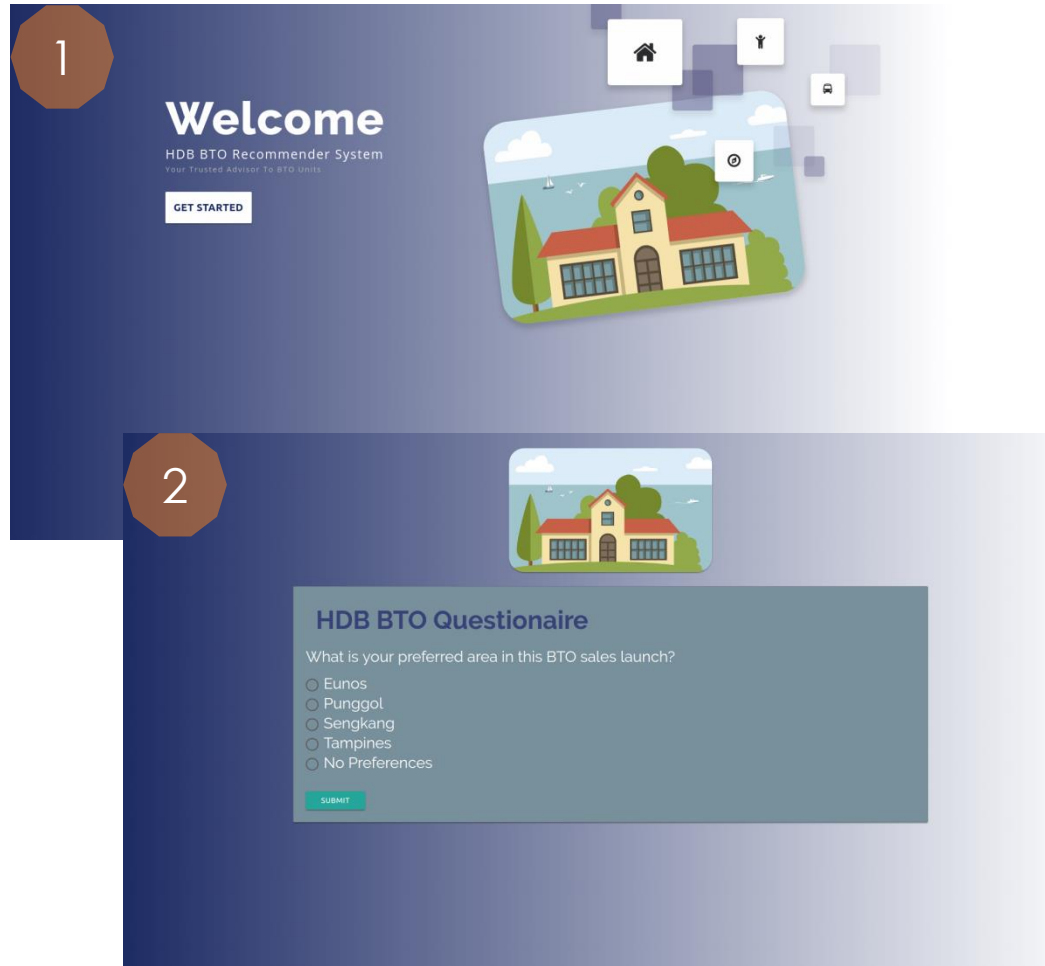 1
Welcome
HDB BTO Recommender System
Your Trusted Advisor To BTO Units
GET STARTED
2
HDB BTO Questionaire
What is your preferred area in this BTO sales launch?
Eunos
Punggol
Sengkang
Tampines
No Preferences
SUBMIT